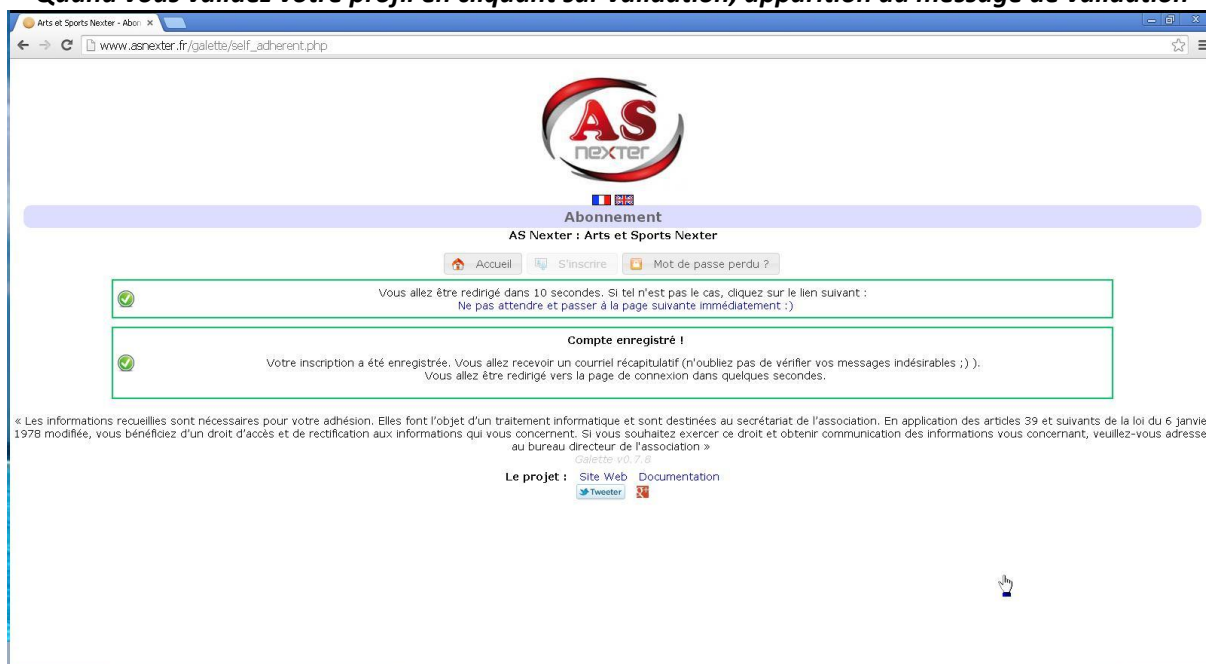 Quand vous validez votre profil en cliquant sur validation, apparition du message de validation
Arts et Sports Nexter - Abon
www.asnexter.fr/galette/self_adherent.php
AS
nexter
Abonnement
AS Nexter : Arts et Sports Nexter
Accueil S'inscrire Mot de passe perdu ?
Vous allez être redirigé dans 10 secondes. Si tel n'est pas le cas, cliquez sur le lien suivant :
Ne pas attendre et passer à la page suivante immédiatement :)
Compte enregistré !
Votre inscription a été enregistrée. Vous allez recevoir un courriel récapitulatif (n'oubliez pas de vérifier vos messages indésirables ;) ).
Vous allez être redirigé vers la page de connexion dans quelques secondes.
« Les informations recueillies sont nécessaires pour votre adhésion. Elles font l'objet d'un traitement informatique et sont destinées au secrétariat de l'association. En application des articles 39 et suivants de la loi du 6 janvie
1978 modifiée, vous bénéficiez d'un droit d'accès et de rectification aux informations qui vous concernent. Si vous souhaitez exercer ce droit et obtenir communication des informations vous concernant, veuillez-vous adresse
au bureau directeur de l'association »
Galette v0.7.8
Le projet : Site Web Documentation
Tweeter